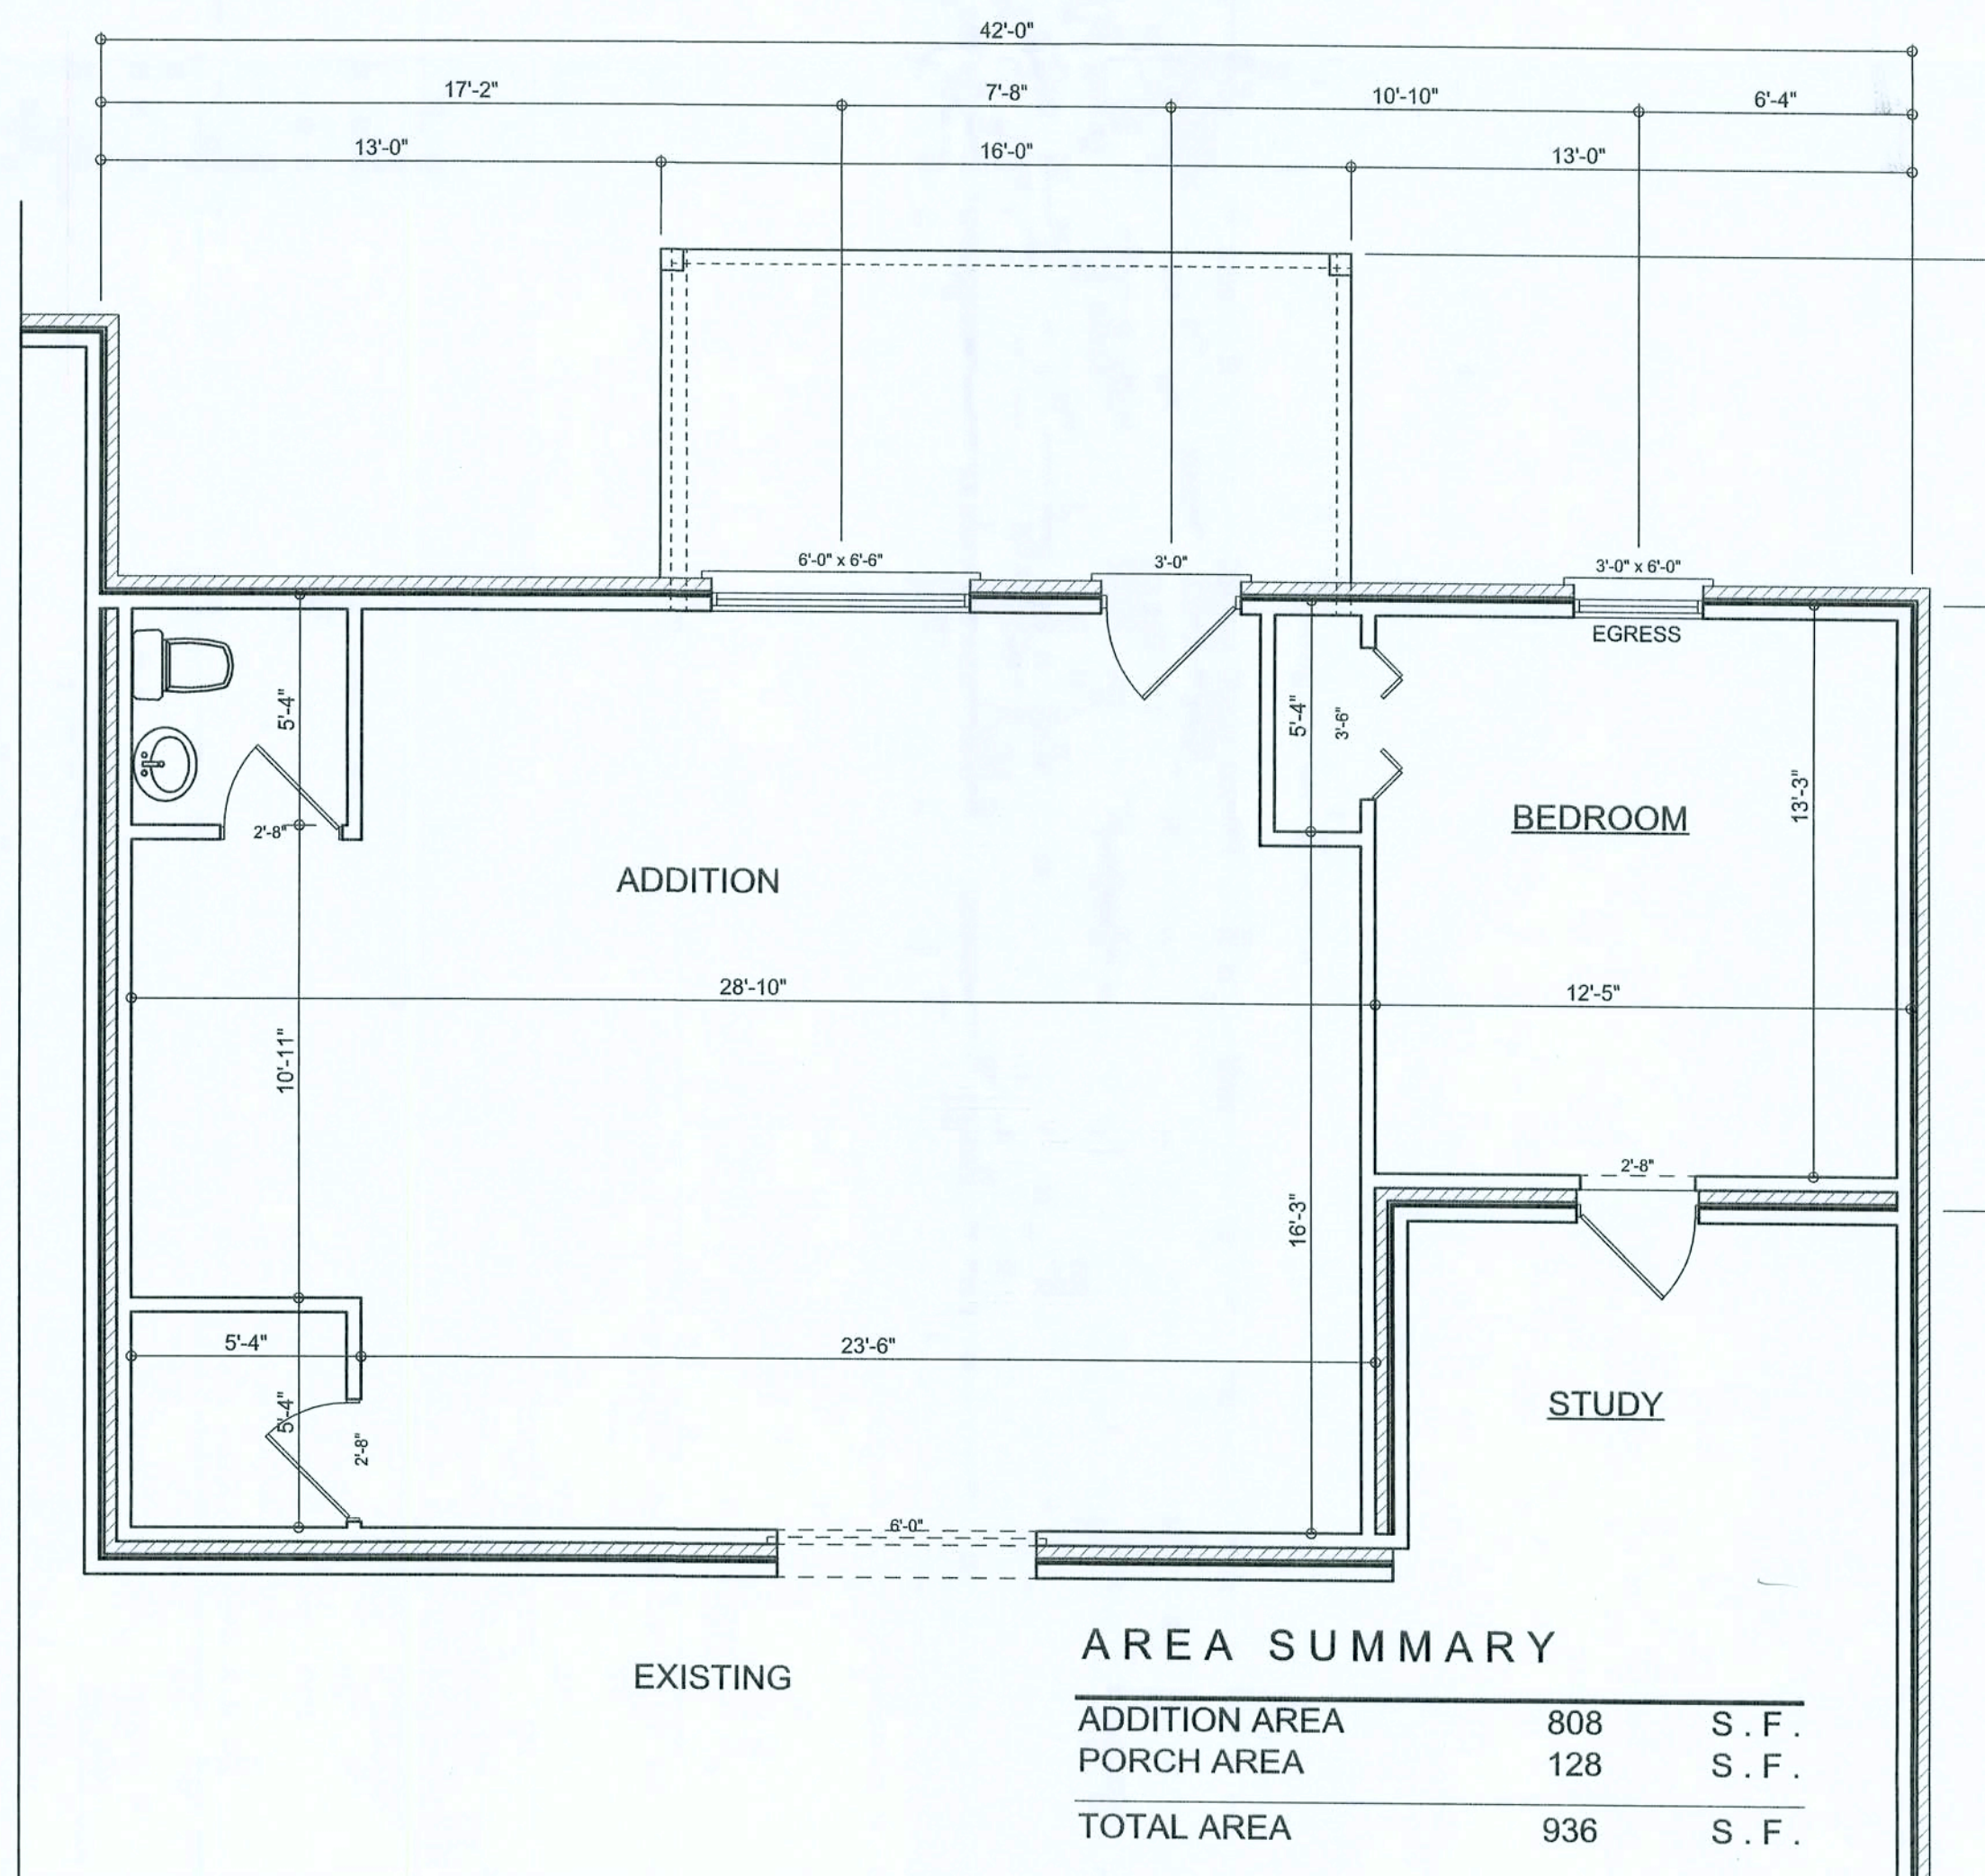 42'-0"
17'-2" 7'-8" 10'-10" 6'-4"
13'-0" 16'-0" 13'-0"
6'-0" x 6'-6" 3'-0" 3'-0" x 6'-0"
EGRESS
5'-4" 5'-4" 3'-6"
13'-3"
2'-8"
BEDROOM
ADDITION
28'-10" 12'-5"
10'-11"
2'-8"
16'-3"
5'-4" 23'-6"
5'-4" 2'-8"
STUDY
6'-0"
EXISTING
AREA SUMMARY
ADDITION AREA 808 S.F.
PORCH AREA 128 S.F.
TOTAL AREA 936 S.F.